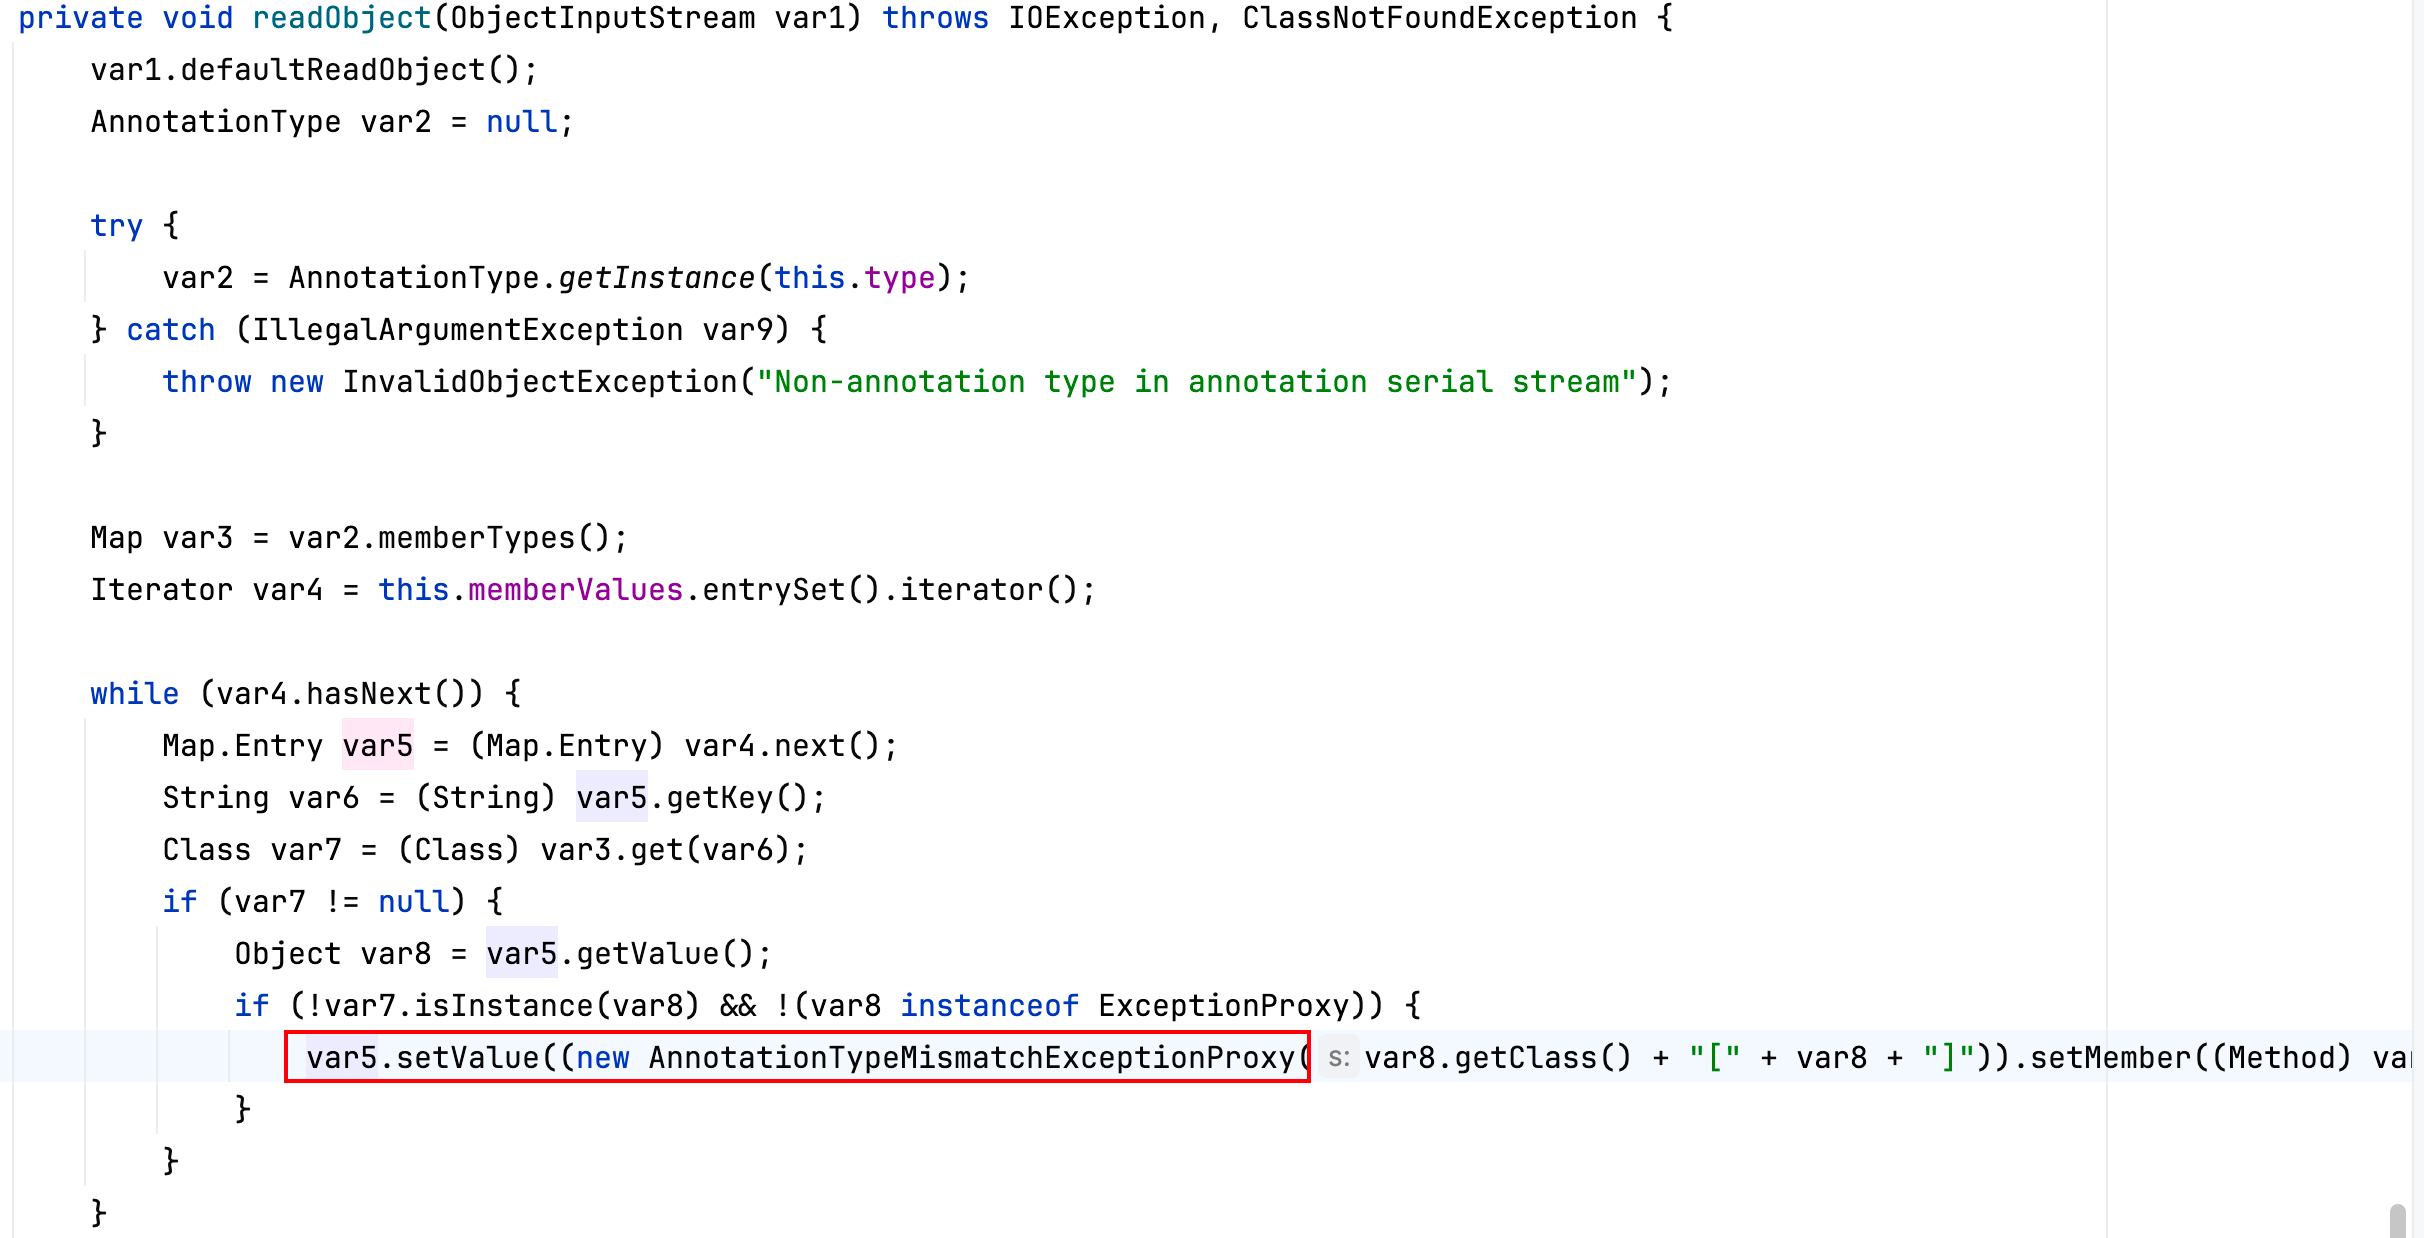 private void readObject(ObjectInputStream var1) throws IOException, ClassNotFoundException {
    var1.defaultReadObject();
    AnnotationType var2 = null;

    try {
        var2 = AnnotationType.getInstance(this.type);
    } catch (IllegalArgumentException var9) {
        throw new InvalidObjectException("Non-annotation type in annotation serial stream");
    }

    Map var3 = var2.memberTypes();
    Iterator var4 = this.memberValues.entrySet().iterator();

    while (var4.hasNext()) {
        Map.Entry var5 = (Map.Entry) var4.next();
        String var6 = (String) var5.getKey();
        Class var7 = (Class) var3.get(var6);
        if (var7 != null) {
            Object var8 = var5.getValue();
            if (!var7.isInstance(var8) && !(var8 instanceof ExceptionProxy)) {
                var5.setValue((new AnnotationTypeMismatchExceptionProxy( s: var8.getClass() + "[" + var8 + "]")).setMember((Method)
            }
        }
    }